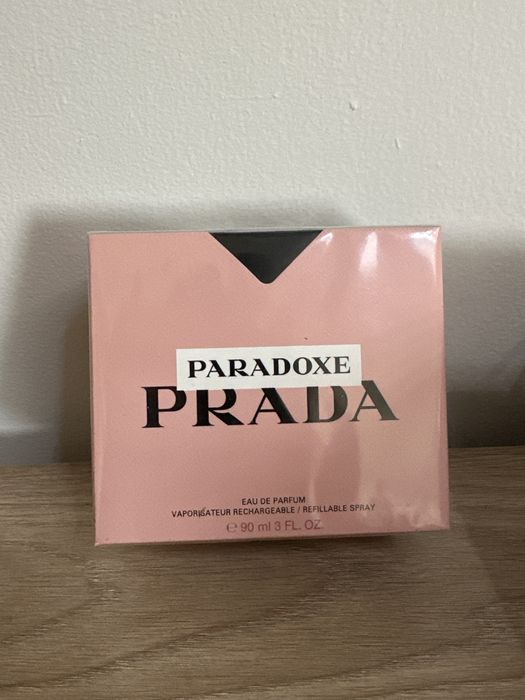 PARADOXE
PRADA
EAU DE PARFUM
VAPORISATEUR RECHARGEABLE / REFILLABLE SPRAY
℮ 90 ml 3 FL. OZ.